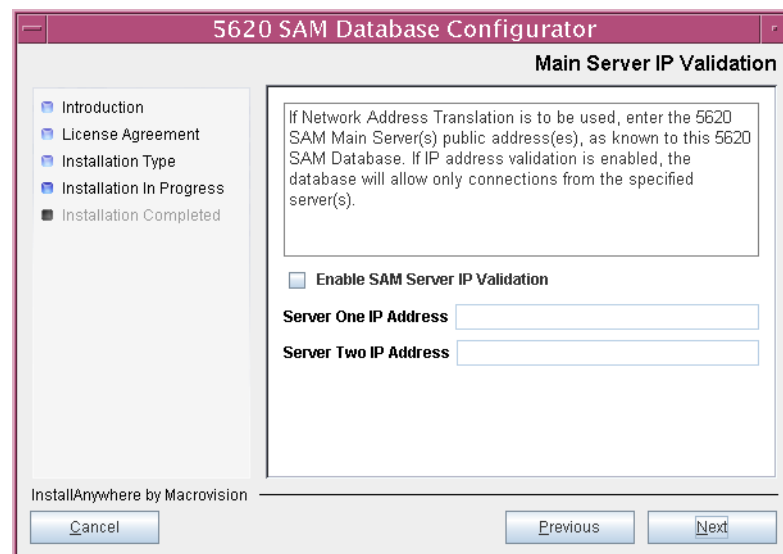 5620 SAM Database Configurator
Main Server IP Validation
Introduction
License Agreement
Installation Type
Installation In Progress
Installation Completed
If Network Address Translation is to be used, enter the 5620
SAM Main Server(s) public address(es), as known to this 5620
SAM Database. If IP address validation is enabled, the
database will allow only connections from the specified
server(s).
Enable SAM Server IP Validation
Server One IP Address
Server Two IP Address
InstallAnywhere by Macrovision
Cancel
Previous
Next